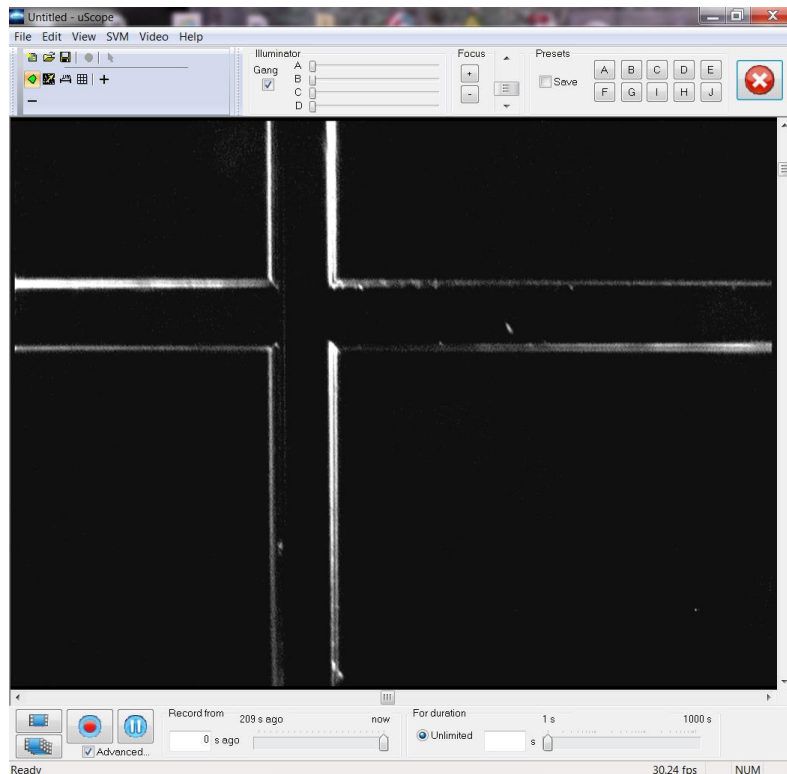 Untitled - uScope
File Edit View SVM Video Help
Illuminator
Gang
A
B
C
D
Focus
+
-
Presets
Save
A B C D E
F G I H J
Record from
209 s ago
now
0 s ago
Advanced...
For duration
1 s
1000 s
Unlimited
s
Ready
30.24 fps
NUM